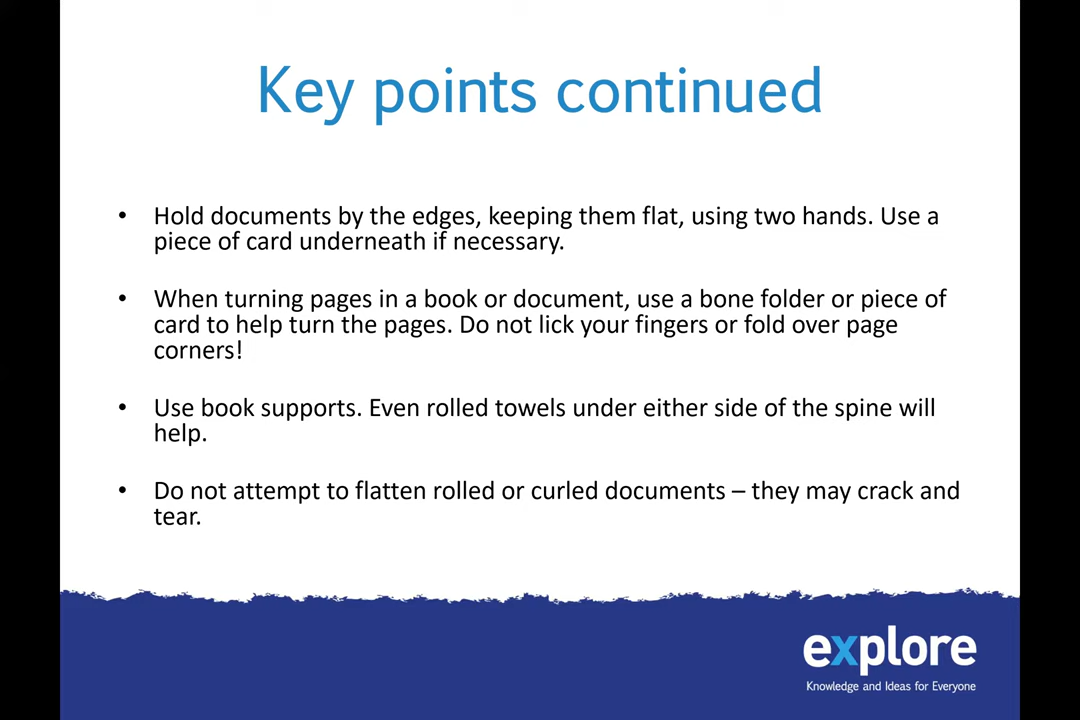 Key points continued
• Hold documents by the edges, keeping them flat, using two hands. Use a
piece of card underneath if necessary.
• When turning pages in a book or document, use a bone folder or piece of
card to help turn the pages. Do not lick your fingers or fold over page
corners!
• Use book supports. Even rolled towels under either side of the spine will
help.
• Do not attempt to flatten rolled or curled documents – they may crack and
tear.
explore
Knowledge and Ideas for Everyone